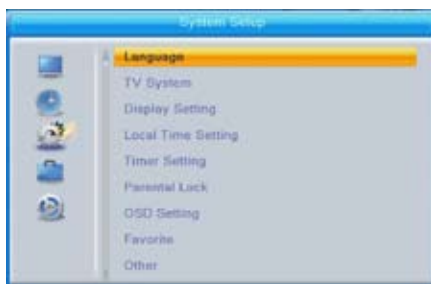 System Setup
Language
TV System
Display Setting
Local Time Setting
Timer Setting
Parental Lock
OSD Setting
Favorite
Other